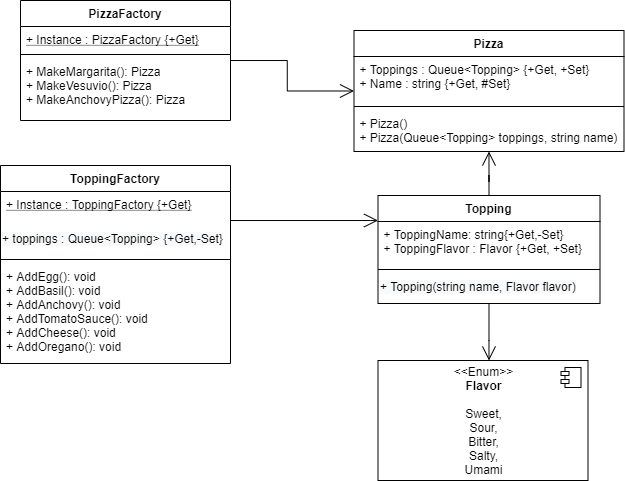 PizzaFactory
+ Instance : PizzaFactory {+Get}
+ MakeMargarita(): Pizza
+ MakeVesuvio(): Pizza
+ MakeAnchovyPizza(): Pizza
Pizza
+ Toppings : Queue<Topping> {+Get, +Set}
+ Name : string {+Get, #Set}
+ Pizza()
+ Pizza(Queue<Topping> toppings, string name)
ToppingFactory
+ Instance : ToppingFactory {+Get}
+ toppings : Queue<Topping> {+Get,-Set}
+ AddEgg(): void
+ AddBasil(): void
+ AddAnchovy(): void
+ AddTomatoSauce(): void
+ AddCheese(): void
+ AddOregano(): void
Topping
+ ToppingName: string{+Get,-Set}
+ ToppingFlavor : Flavor {+Get, +Set}
+ Topping(string name, Flavor flavor)
<<Enum>>
Flavor
Sweet,
Sour,
Bitter,
Salty,
Umami